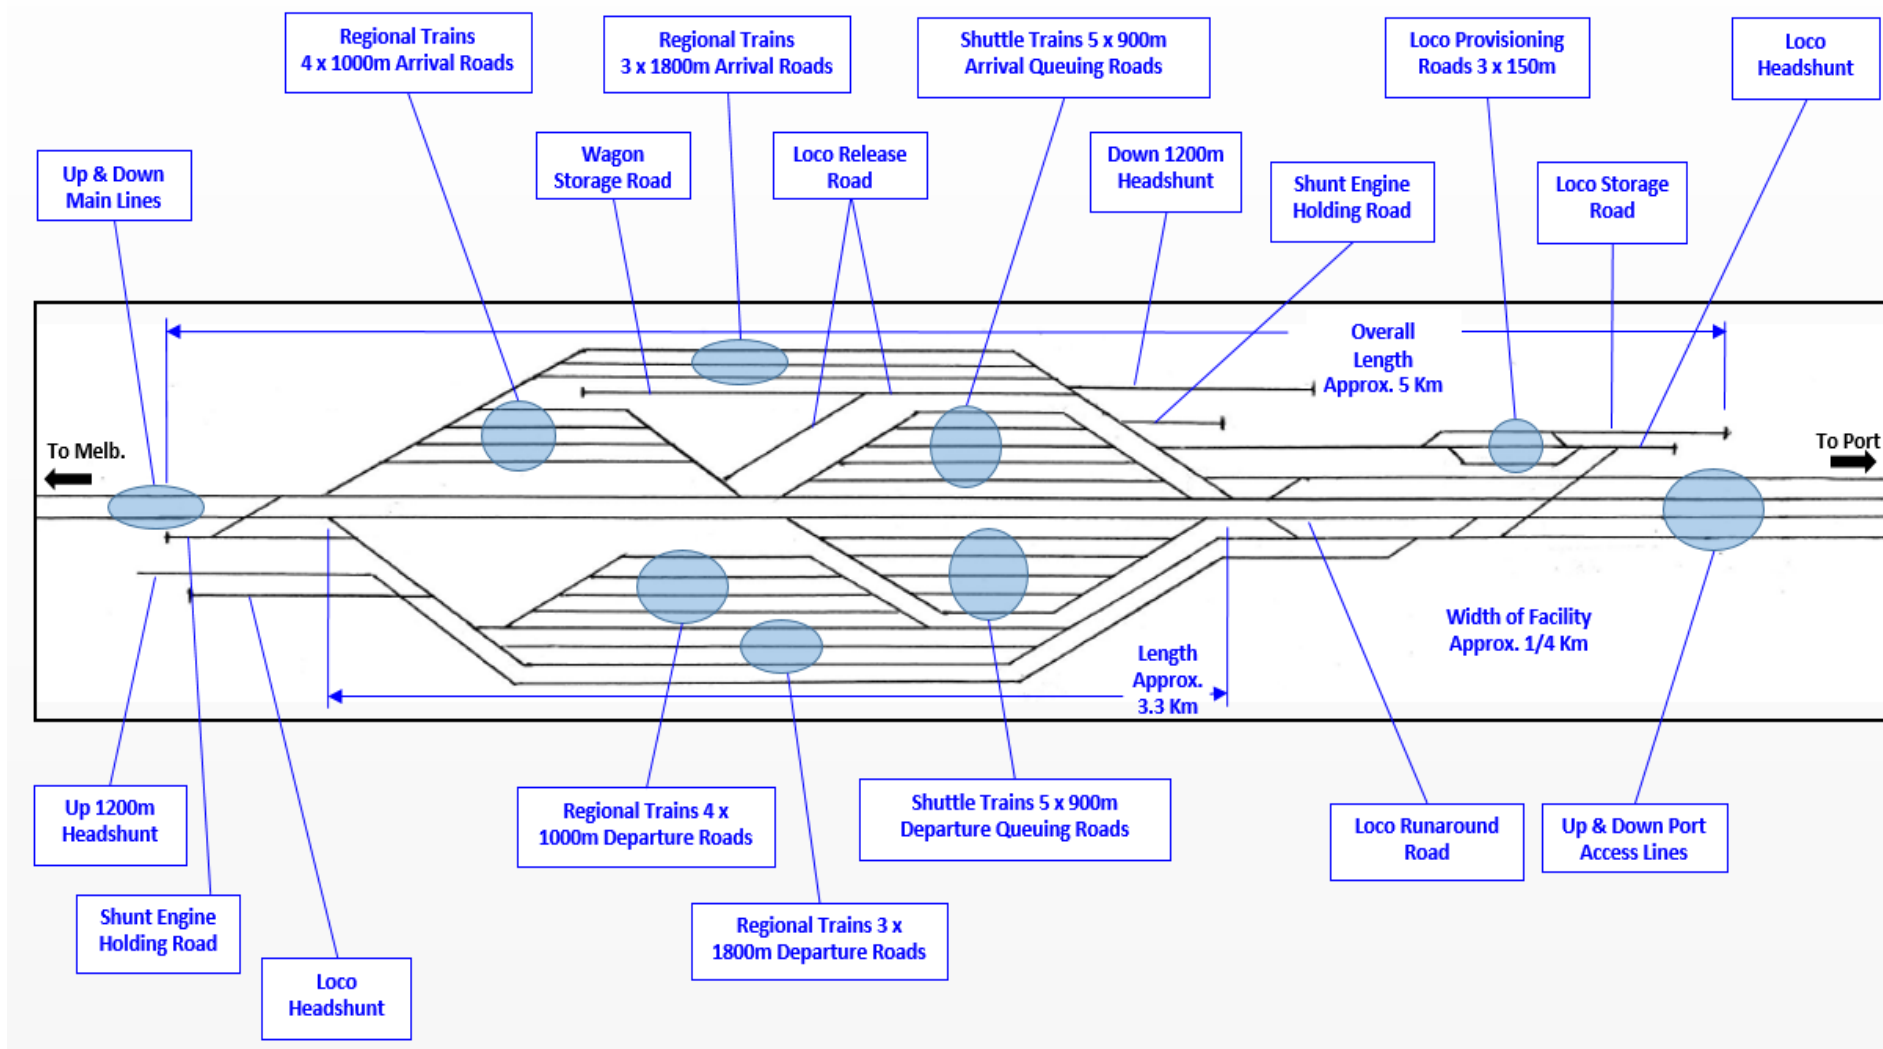 Regional Trains
4 x 1000m Arrival Roads
Regional Trains
3 x 1800m Arrival Roads
Shuttle Trains 5 x 900m
Arrival Queuing Roads
Loco Provisioning
Roads 3 x 150m
Loco
Headshunt
Up & Down
Main Lines
Wagon
Storage Road
Loco Release
Road
Down 1200m
Headshunt
Shunt Engine
Holding Road
Loco Storage
Road
Overall
Length
Approx. 5 Km
To Melb.
To Port
Width of Facility
Approx. 1/4 Km
Length
Approx.
3.3 Km
Up 1200m
Headshunt
Regional Trains 4 x
1000m Departure Roads
Shuttle Trains 5 x 900m
Departure Queuing Roads
Loco Runaround
Road
Up & Down Port
Access Lines
Shunt Engine
Holding Road
Regional Trains 3 x
1800m Departure Roads
Loco
Headshunt